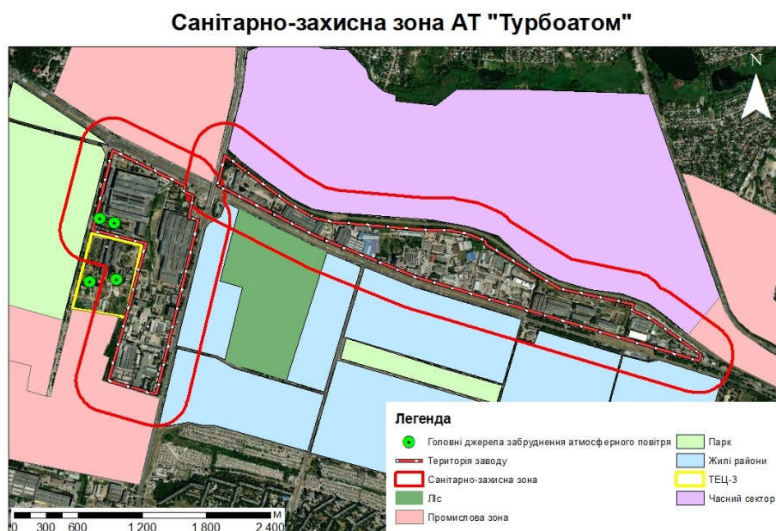 Санітарно-захисна зона АТ "Турбоатом"
N
Легенда
Головні джерела забруднення атмосферного повітря
Територія заводу
Санітарно-захисна зона
Ліс
Промислова зона
Парк
Жилі райони
ТЕЦ-3
Часний сектор
М
300 600 1 200 1 800 2 400